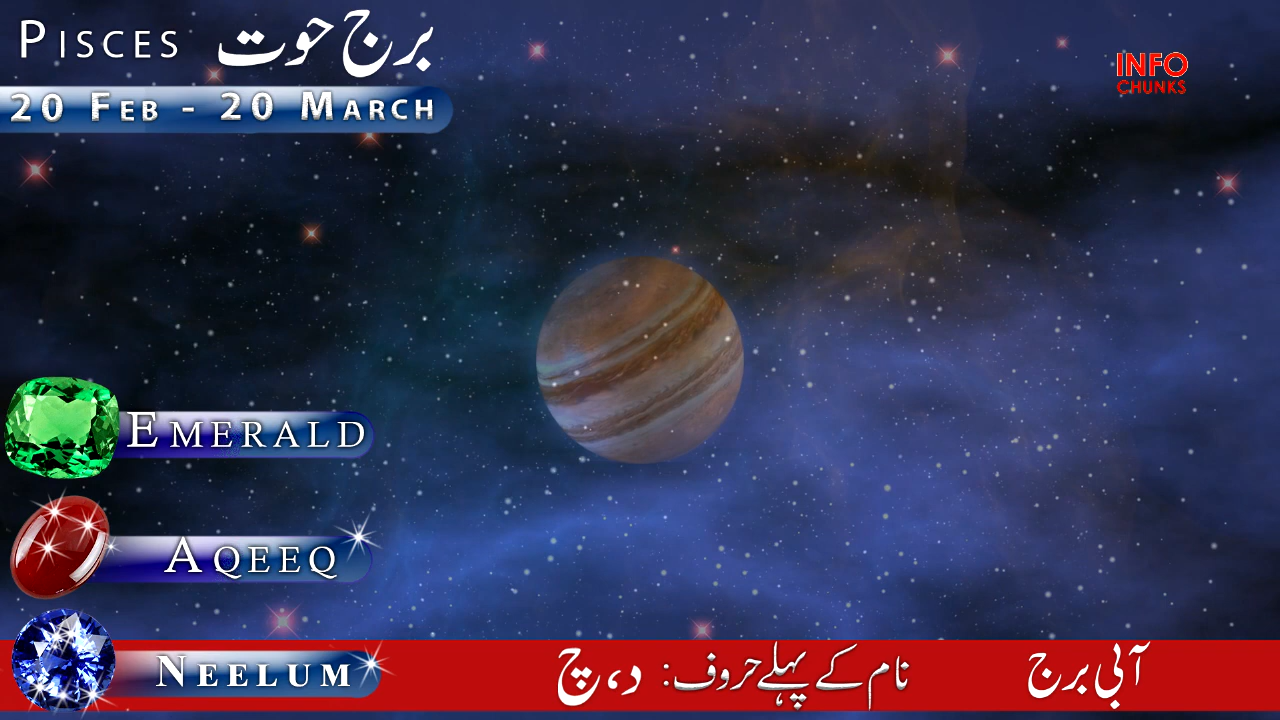 PISCES برج حوت
20 FEB - 20 MARCH
INFO
CHUNKS
EMERALD
AQEEQ
NEELUM
آبی برج
نام کے پہلے حروف: د، چ